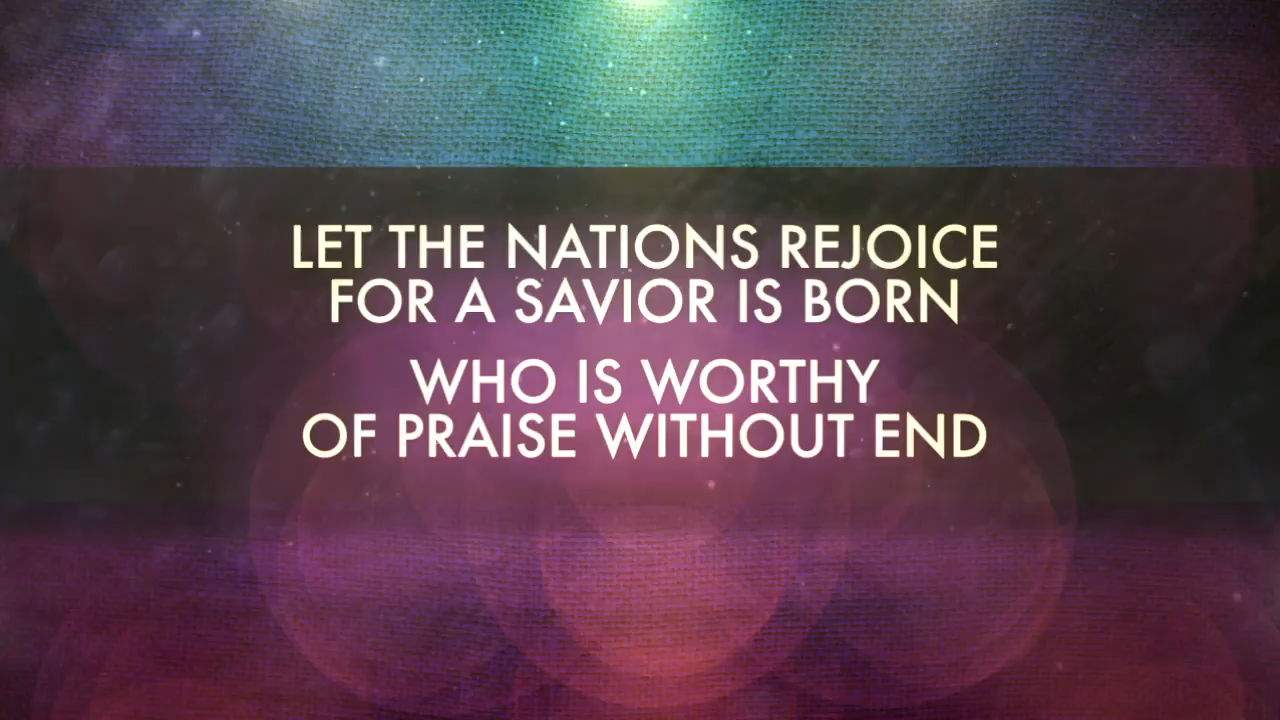 LET THE NATIONS REJOICE
FOR A SAVIOR IS BORN
WHO IS WORTHY
OF PRAISE WITHOUT END